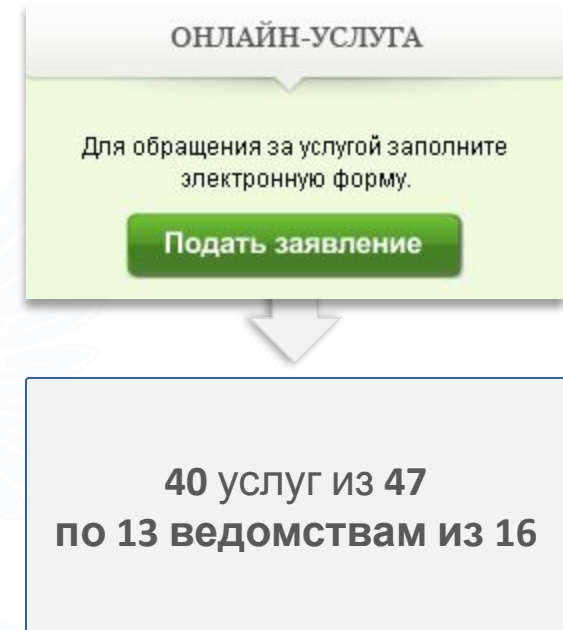 ОНЛАЙН-УСЛУГА
Для обращения за услугой заполните
электронную форму.
Подать заявление
40 услуг из 47
по 13 ведомствам из 16